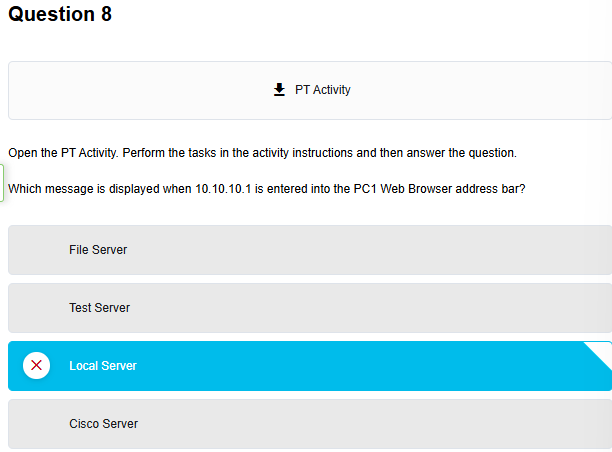 Question 8
PT Activity
Open the PT Activity. Perform the tasks in the activity instructions and then answer the question.
Which message is displayed when 10.10.10.1 is entered into the PC1 Web Browser address bar?
File Server
Test Server
Local Server
Cisco Server